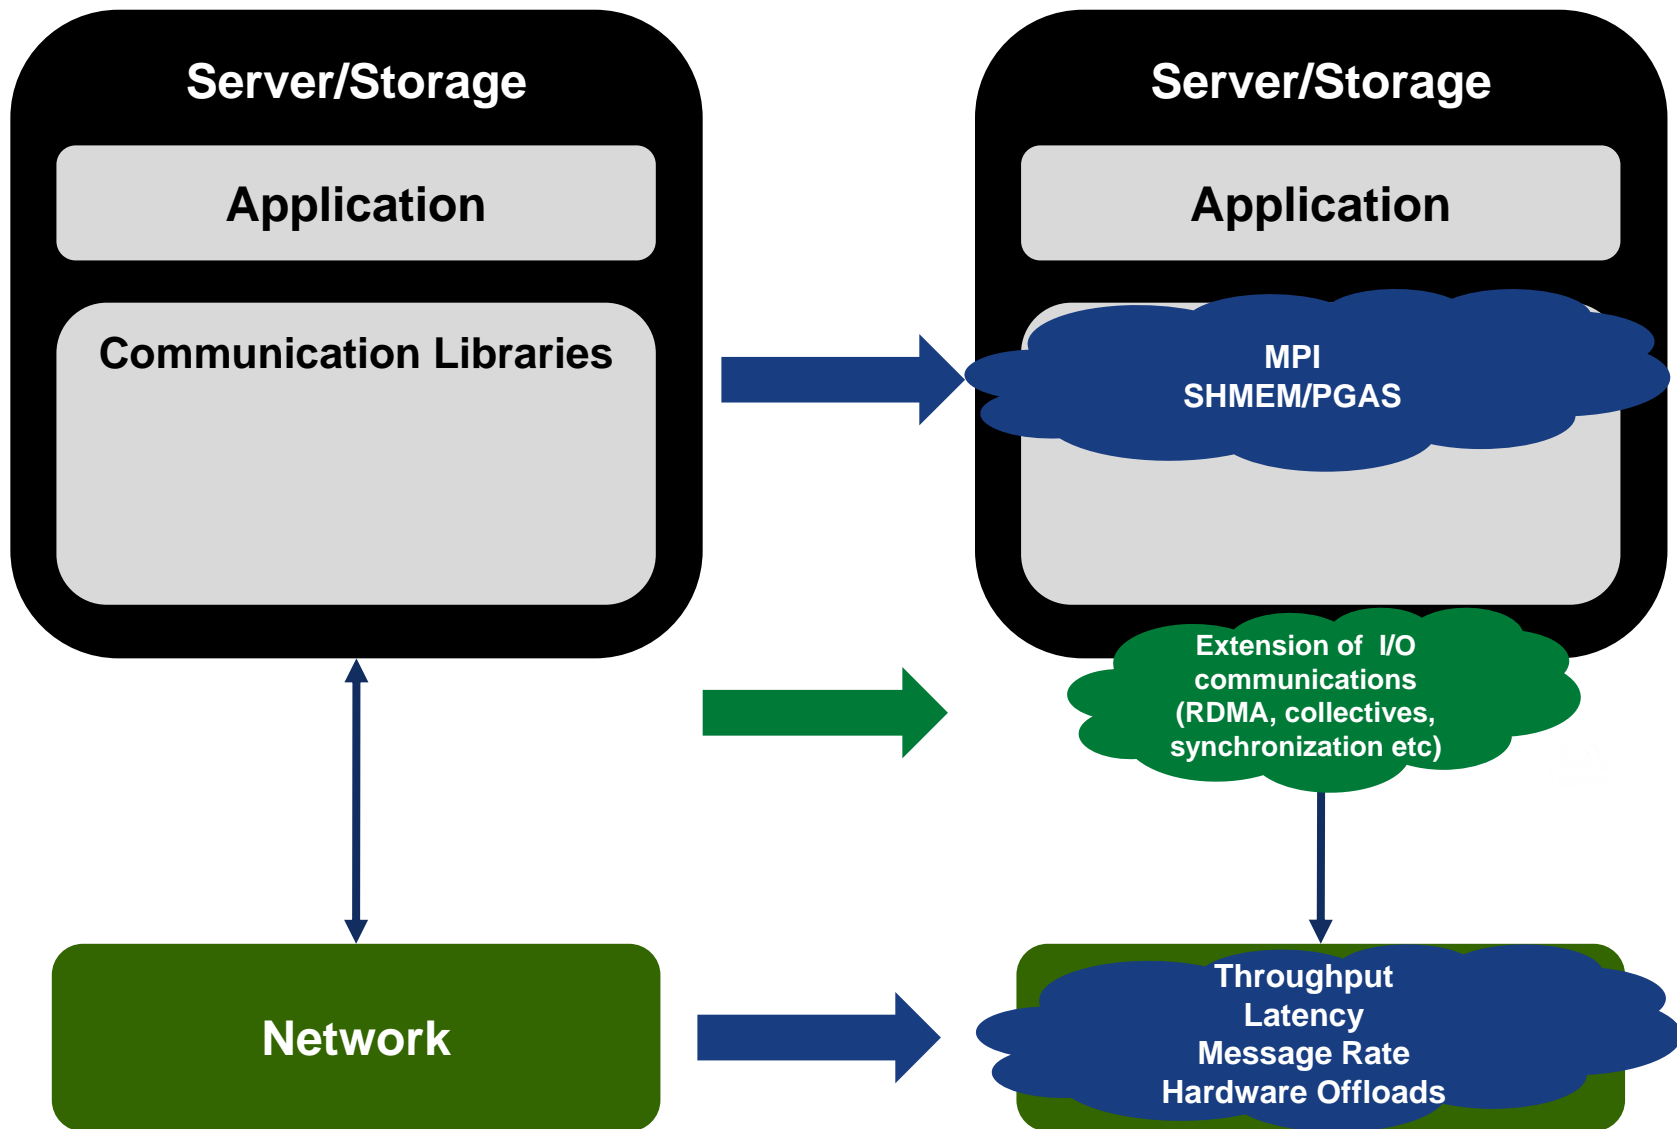 Server/Storage
Application
Communication Libraries
Network
Server/Storage
Application
MPI
SHMEM/PGAS
Extension of I/O
communications
(RDMA, collectives,
synchronization etc)
Throughput
Latency
Message Rate
Hardware Offloads